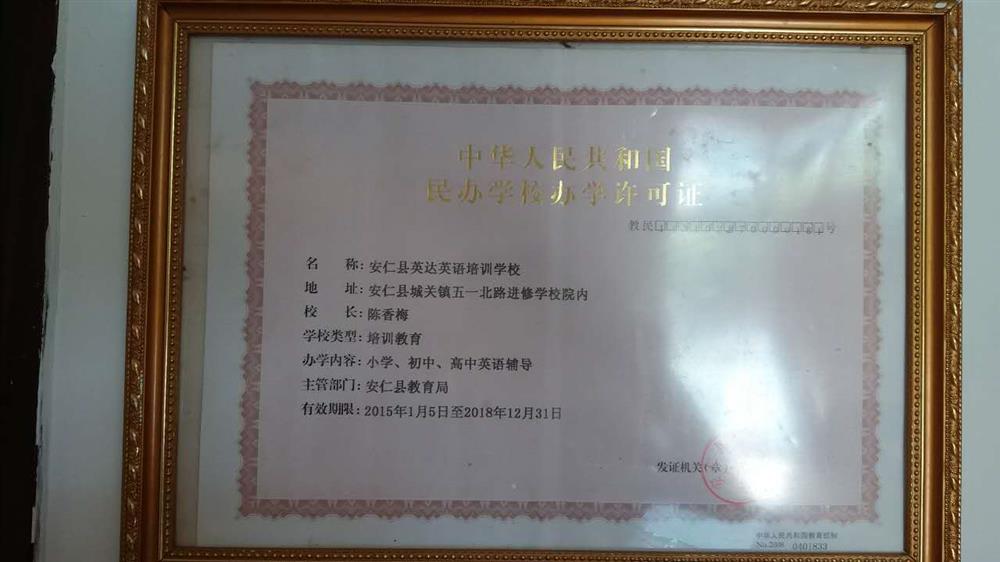 中华人民共和国
民办学校办学许可证
教民号
名 称：安仁县英达英语培训学校
地 址：安仁县城关镇五一北路进修学校院内
校 长：陈香梅
学校类型：培训教育
办学内容：小学、初中、高中英语辅导
主管部门：安仁县教育局
有效期限：2015年1月5日至2018年12月31日
发证机关（章）
中华人民共和国教育部制
No.2008 0401833